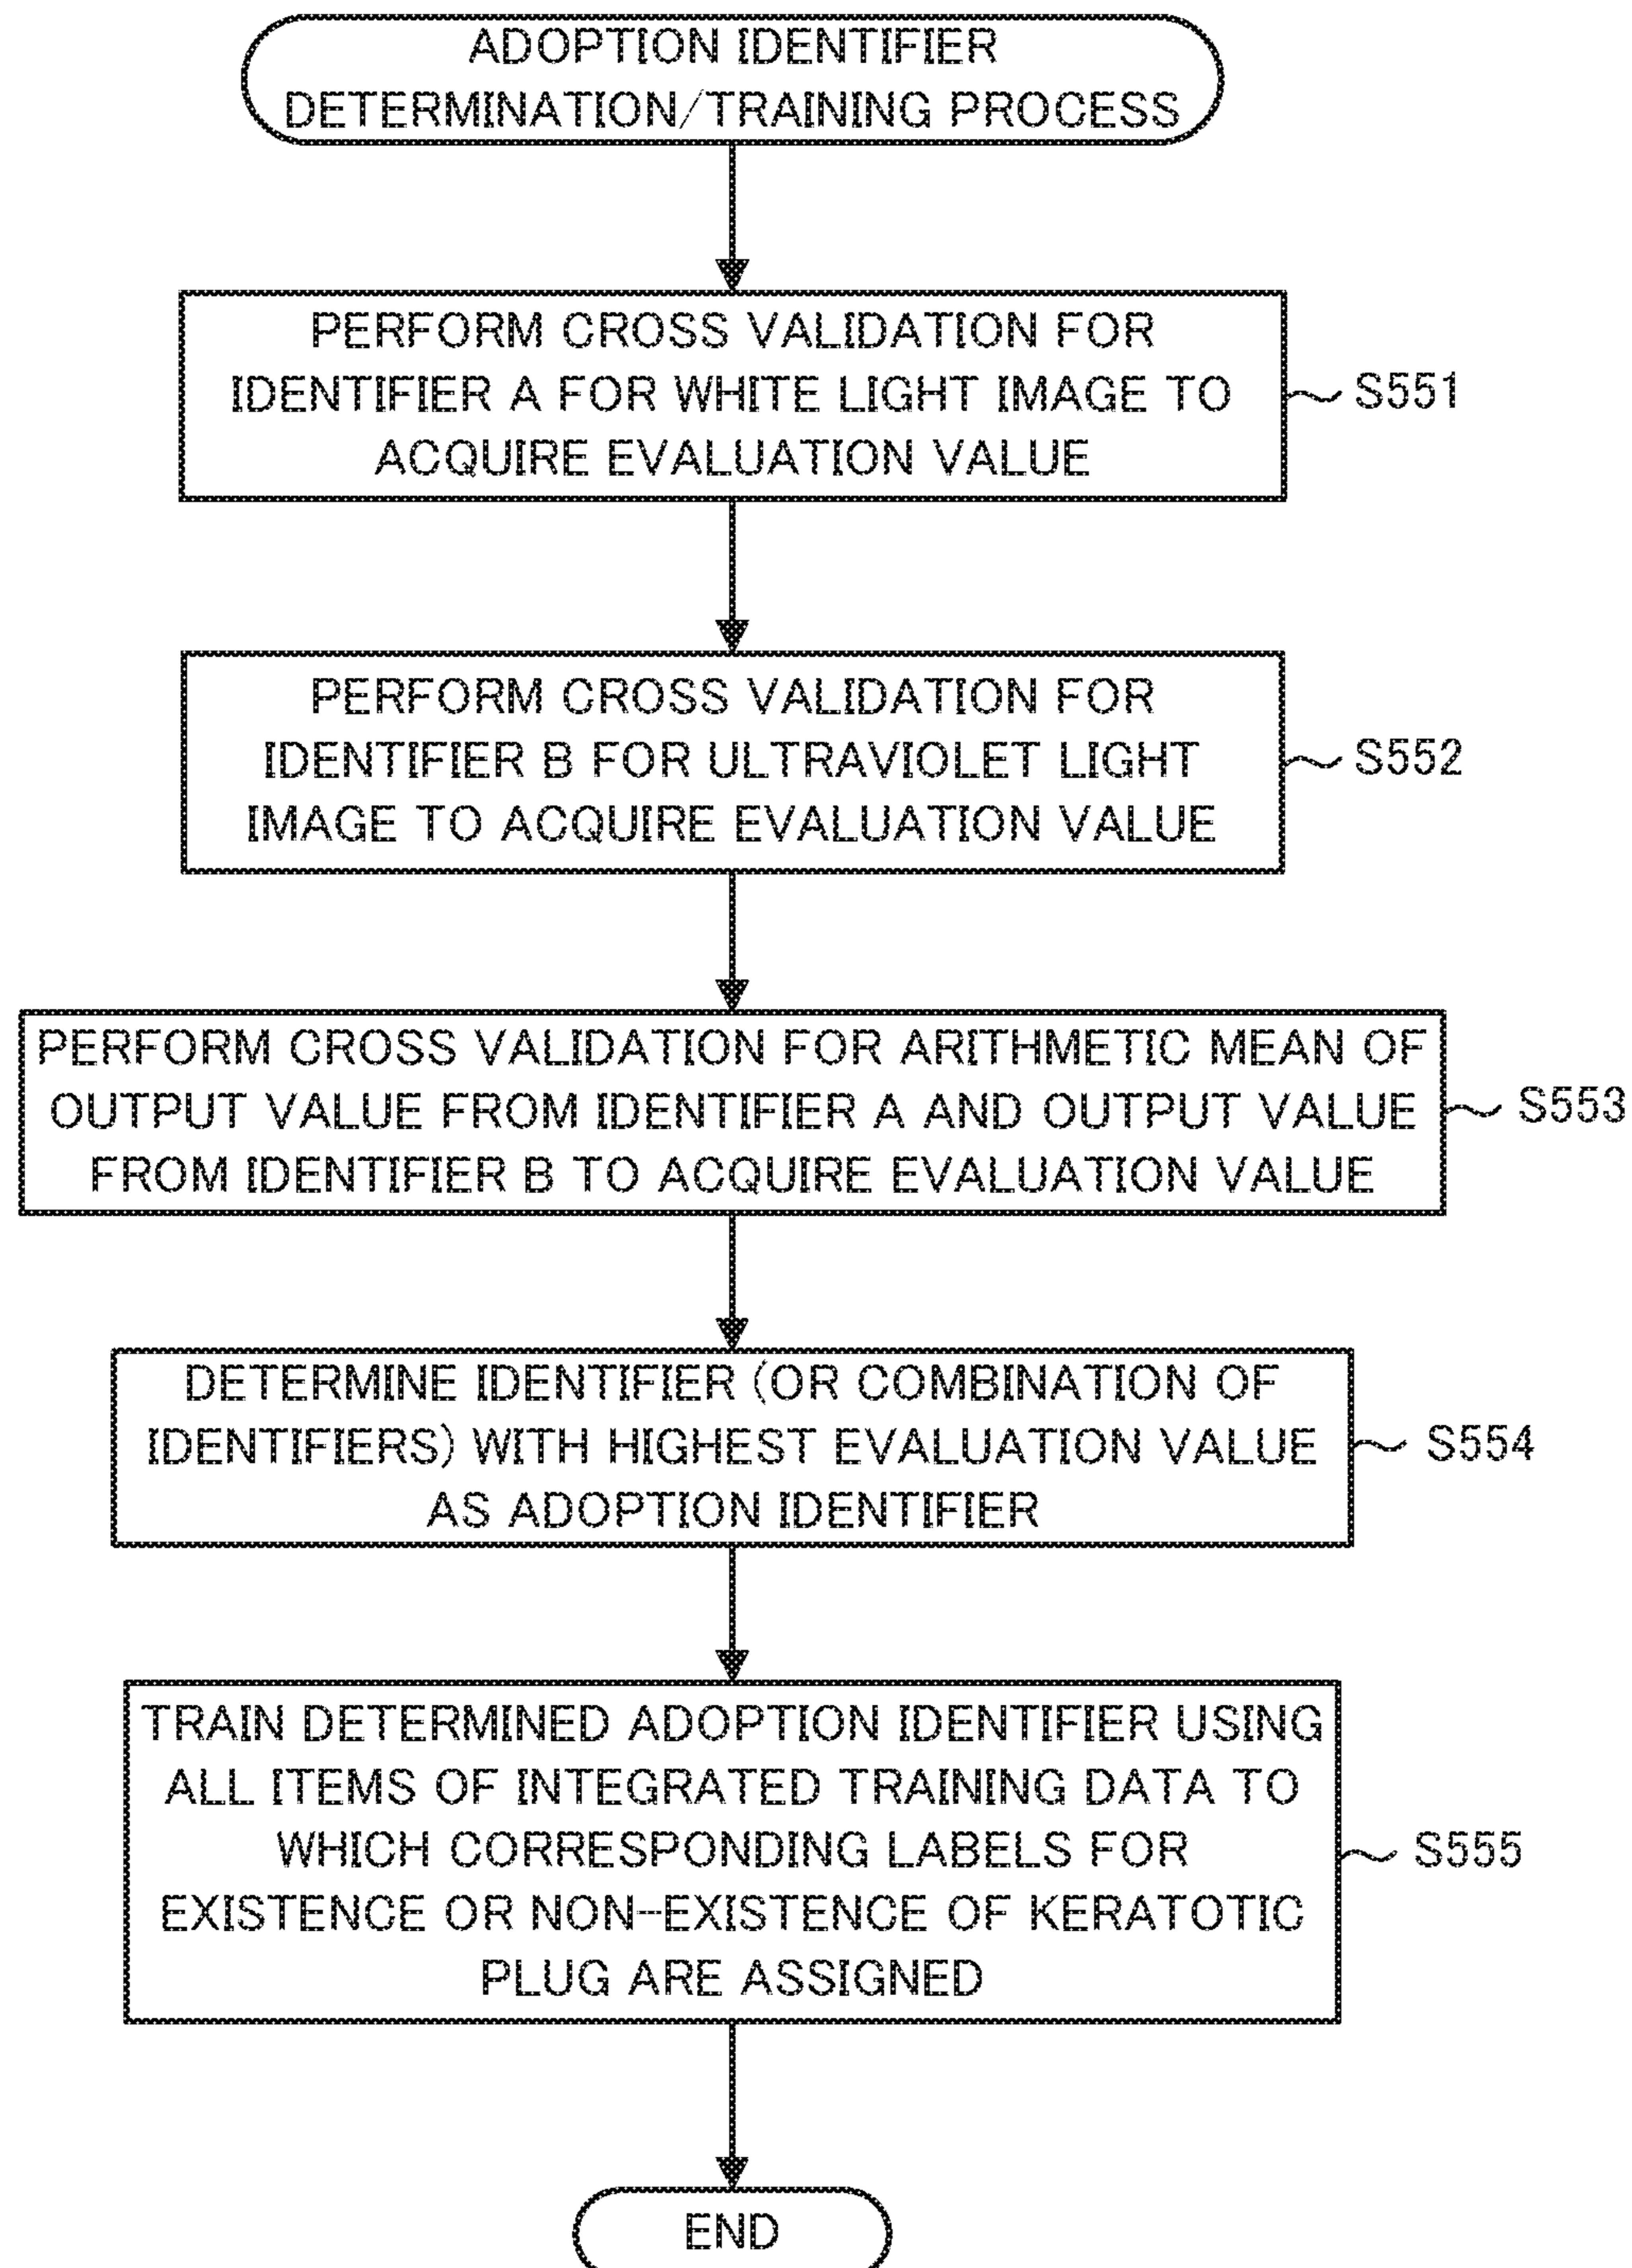 ADOPTION IDENTIFIER
DETERMINATION/TRAINING PROCESS
PERFORM CROSS VALIDATION FOR
IDENTIFIER A FOR WHITE LIGHT IMAGE TO
ACQUIRE EVALUATION VALUE
S551
PERFORM CROSS VALIDATION FOR
IDENTIFIER B FOR ULTRAVIOLET LIGHT
IMAGE TO ACQUIRE EVALUATION VALUE
S552
PERFORM CROSS VALIDATION FOR ARITHMETIC MEAN OF
OUTPUT VALUE FROM IDENTIFIER A AND OUTPUT VALUE
FROM IDENTIFIER B TO ACQUIRE EVALUATION VALUE
S553
DETERMINE IDENTIFIER (OR COMBINATION OF
IDENTIFIERS) WITH HIGHEST EVALUATION VALUE
AS ADOPTION IDENTIFIER
S554
TRAIN DETERMINED ADOPTION IDENTIFIER USING
ALL ITEMS OF INTEGRATED TRAINING DATA TO
WHICH CORRESPONDING LABELS FOR
EXISTENCE OR NON-EXISTENCE OF KERATOTIC
PLUG ARE ASSIGNED
S555
END